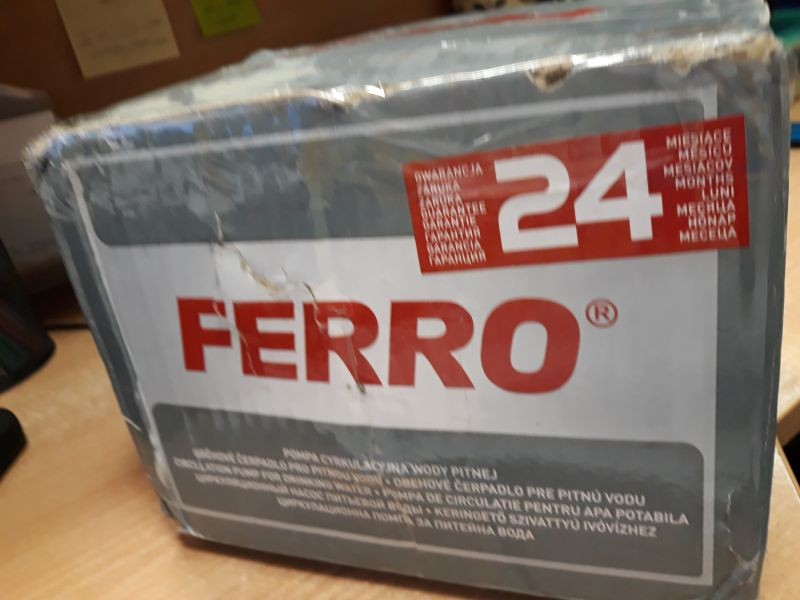 GWARANCJA
ZÁRUKA
ZÁRUKA
GUARANTEE
GARANȚIE
ГАРАНТИЯ
GARANCIA
ГАРАНЦИЯ
24
MIESIĄCE
MĚSÍCŮ
MESIACOV
MONTHS
LUNI
МЕСЯЦА
HÓNAP
МЕСЕЦА
FERRO®
POMPA CYRKULACYJNA WODY PITNEJ
OBĚHOVÉ ČERPADLO PRO PITNOU VODU • OBEHOVÉ ČERPADLO PRE PITNÚ VODU
CIRCULATION PUMP FOR DRINKING WATER • POMPA DE CIRCULATIE PENTRU APA POTABILA
ЦИРКУЛЯЦИОННЫЙ НАСОС ПИТЬЕВОЙ ВОДЫ • KERINGETŐ SZIVATTYÚ IVÓVÍZHEZ
ЦИРКУЛАЦИОННА ПОМПА ЗА ПИТЕЙНА ВОДА